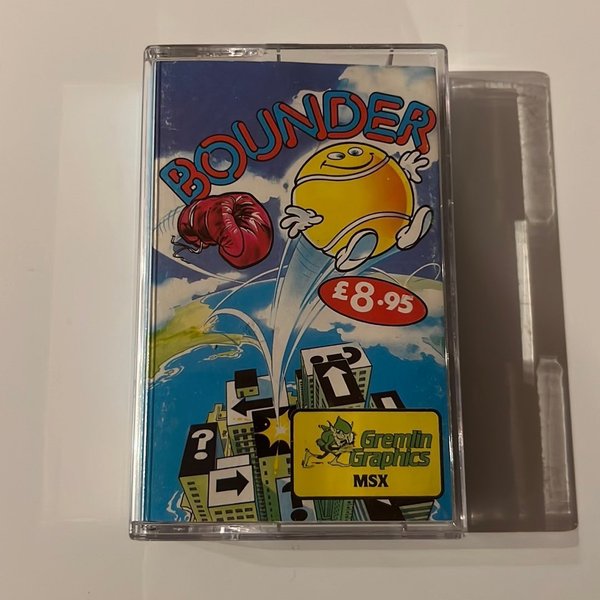 BOUNDER
£8.95
?
?
Gremlin
Graphics
MSX